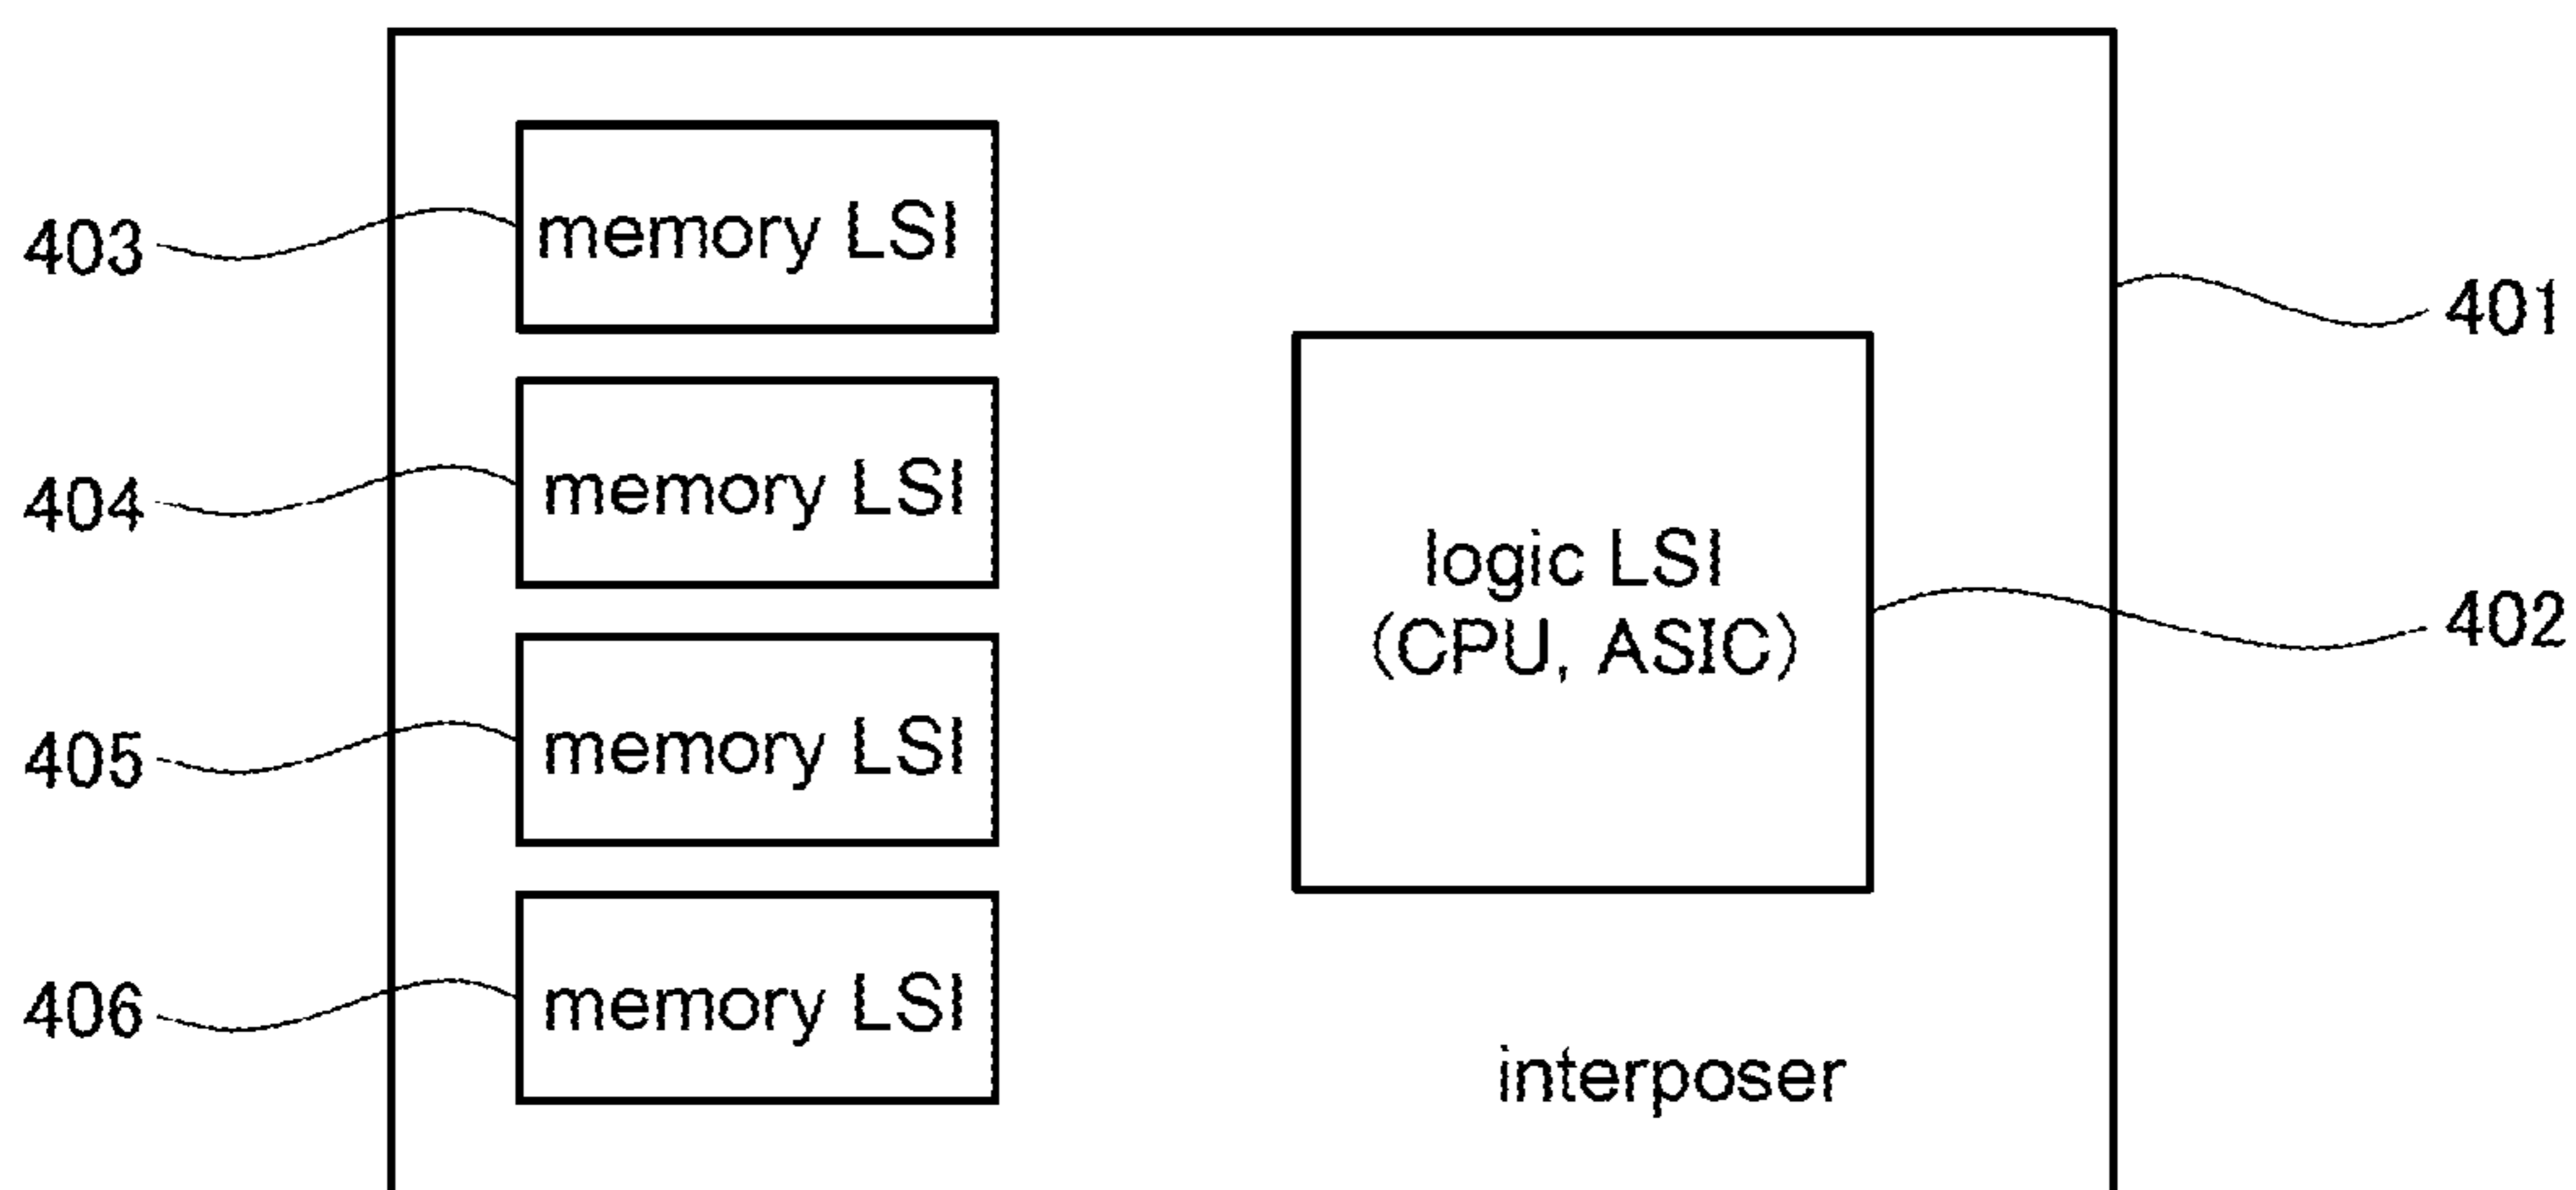 403
memory LSI
401
404
memory LSI
logic LSI
(CPU, ASIC)
402
405
memory LSI
406
memory LSI
interposer